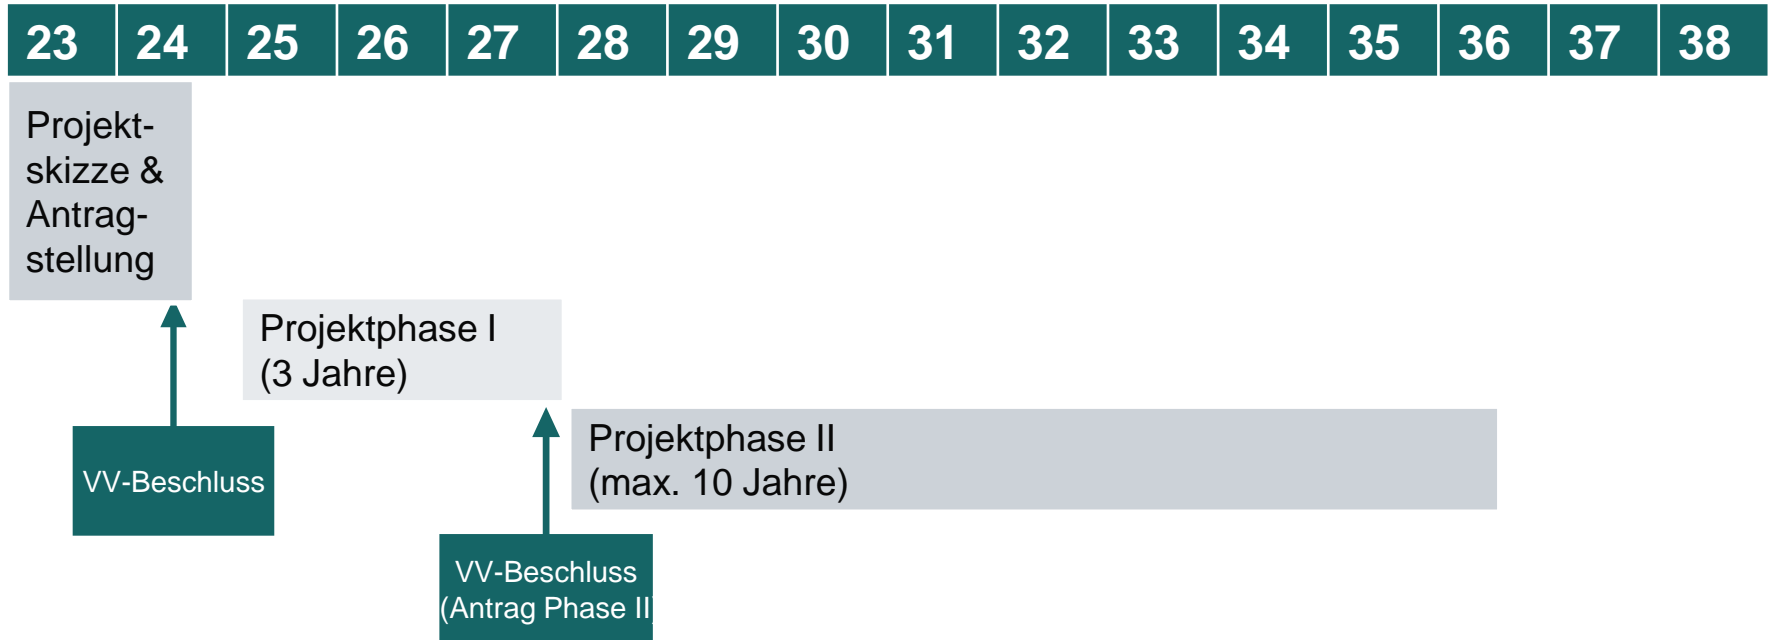 23 24 25 26 27 28 29 30 31 32 33 34 35 36 37 38
Projekt-
skizze &
Antrag-
stellung
Projektphase I
(3 Jahre)
VV-Beschluss
Projektphase II
(max. 10 Jahre)
VV-Beschluss
(Antrag Phase II)